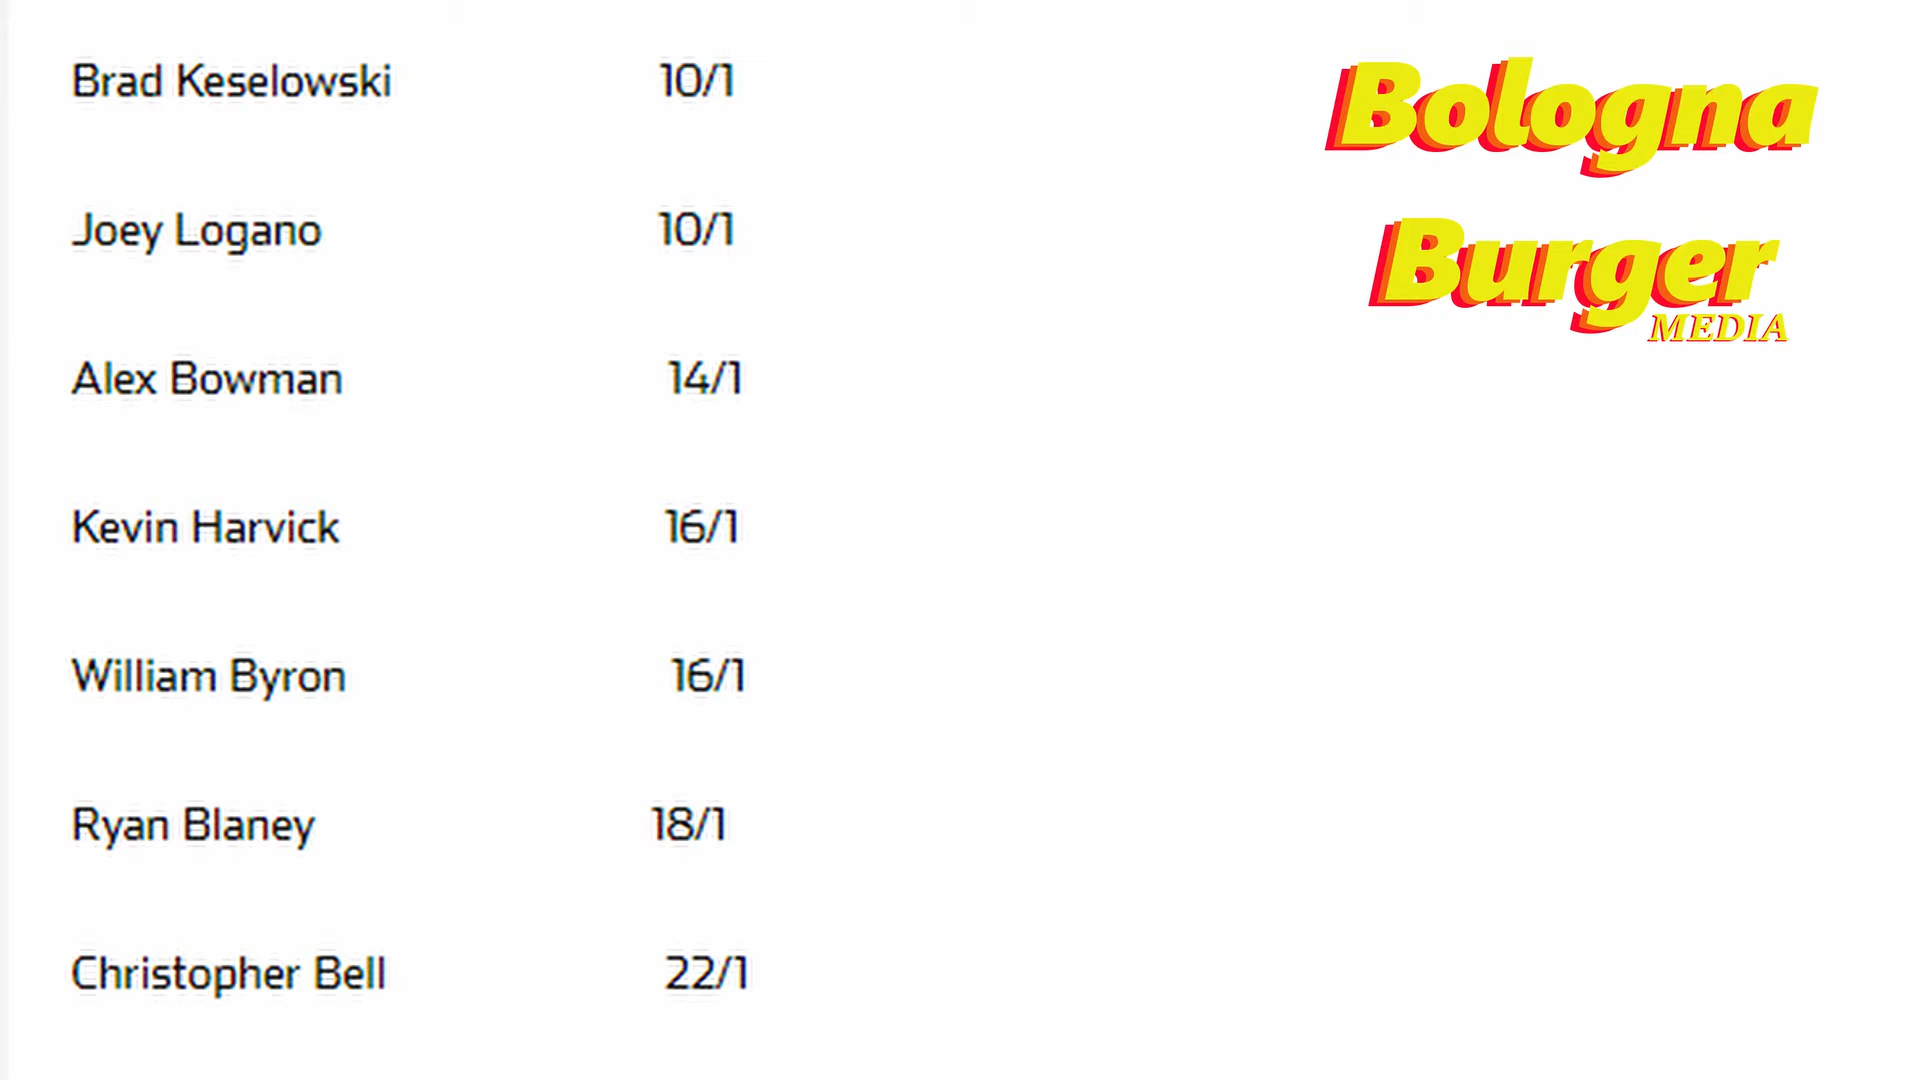 Brad Keselowski 10/1
Joey Logano 10/1
Alex Bowman 14/1
Kevin Harvick 16/1
William Byron 16/1
Ryan Blaney 18/1
Christopher Bell 22/1
Bologna
Burger
MEDIA